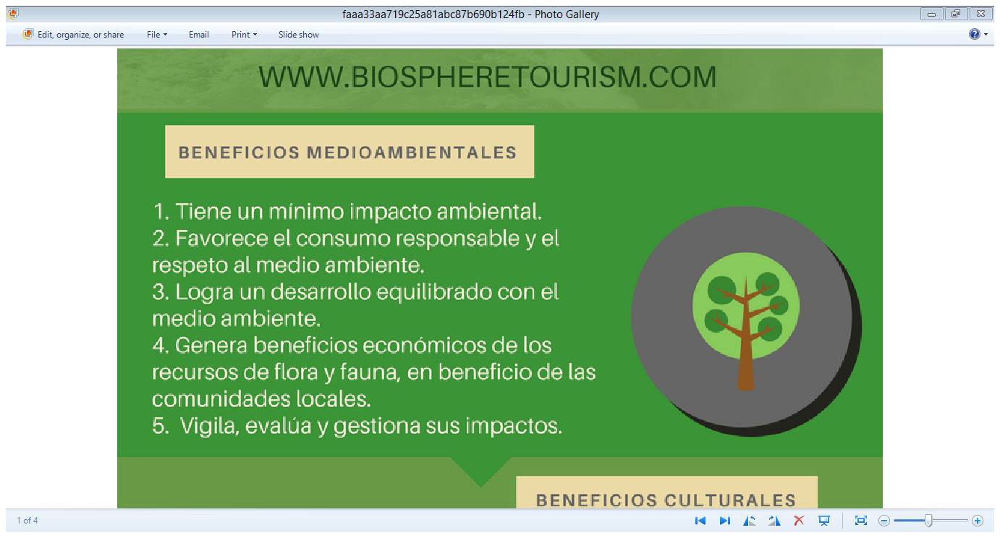 faaa33aa719c25a81abc87b690b124fb - Photo Gallery
Edit, organize, or share File Email Print Slide show
WWW.BIOSPHERETOURISM.COM
BENEFICIOS MEDIOAMBIENTALES
1. Tiene un mínimo impacto ambiental.
2. Favorece el consumo responsable y el
respeto al medio ambiente.
3. Logra un desarrollo equilibrado con el
medio ambiente.
4. Genera beneficios económicos de los
recursos de flora y fauna, en beneficio de las
comunidades locales.
5.  Vigila, evalúa y gestiona sus impactos.
BENEFICIOS CULTURALES
1 of 4